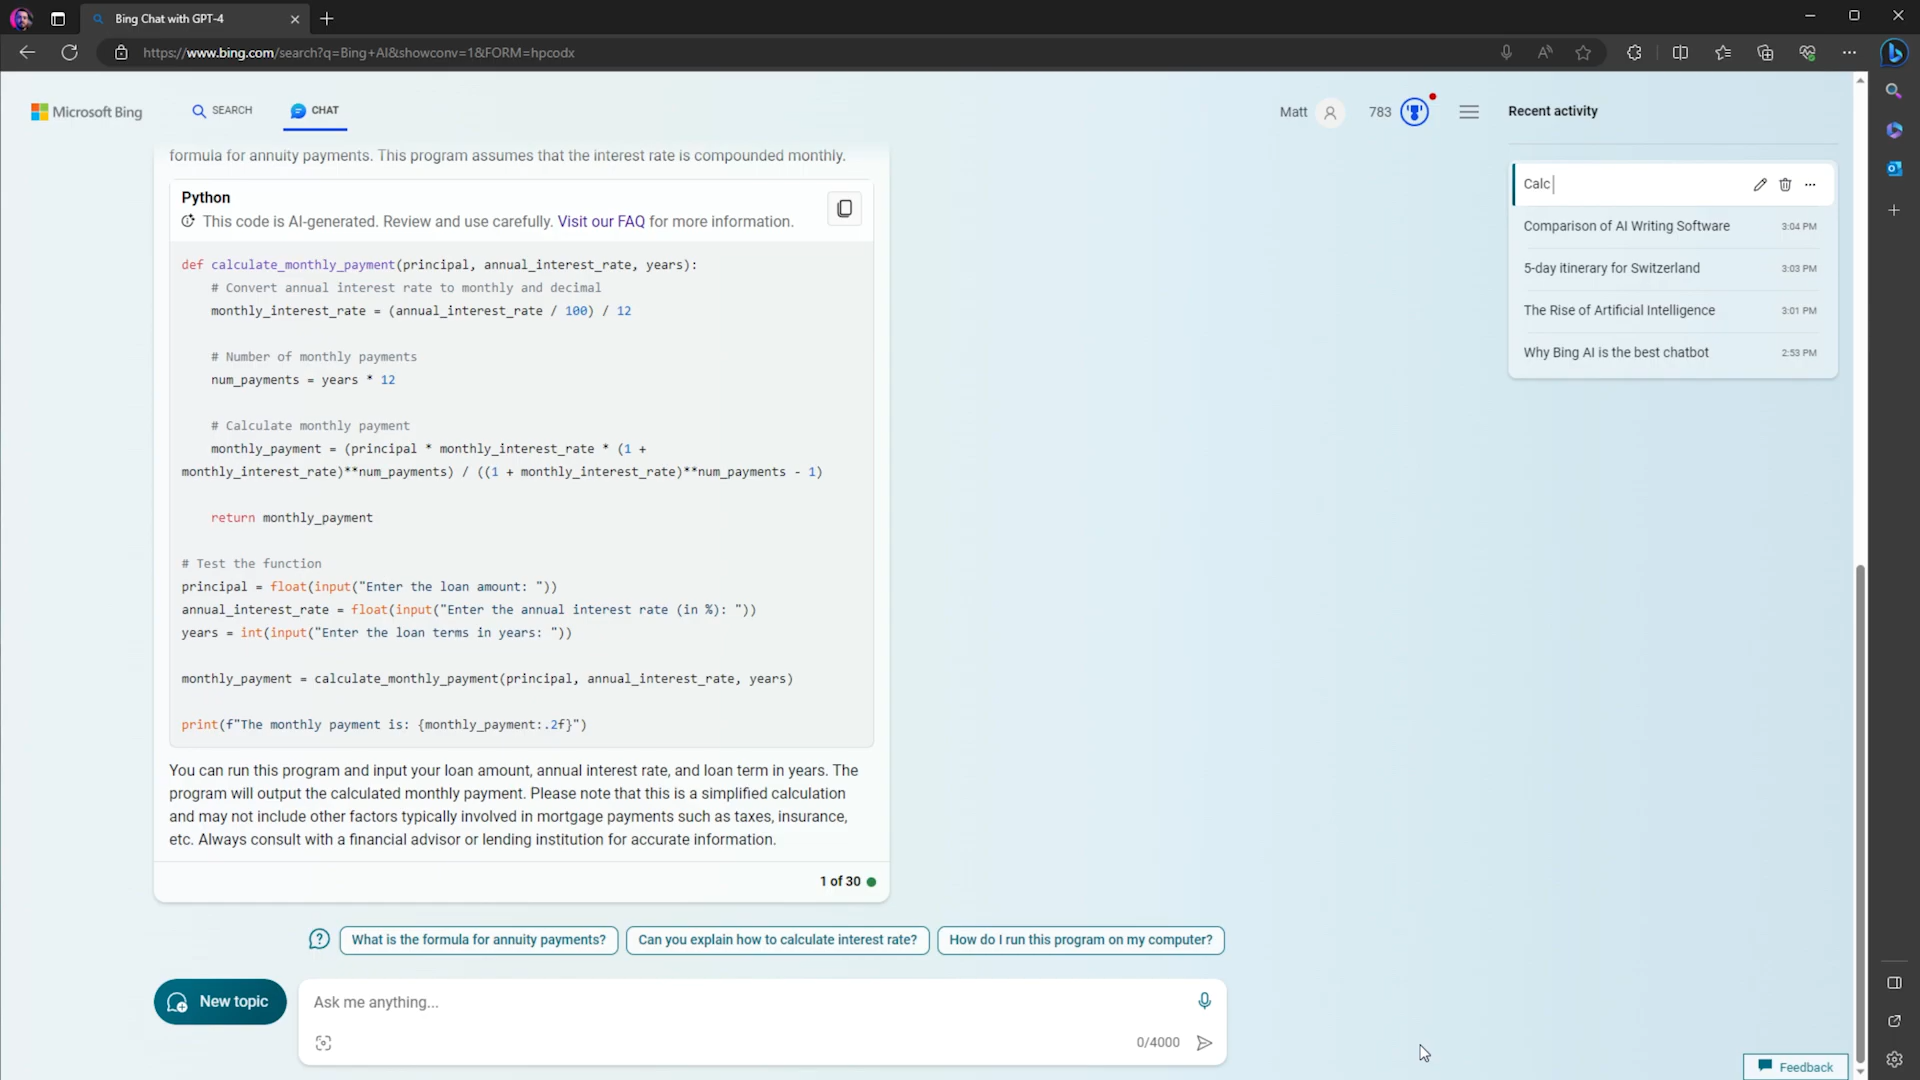 Bing Chat with GPT-4
https://www.bing.com/search?q=Bing+AI&showconv=1&FORM=hpcodx
Microsoft Bing
SEARCH
CHAT
Matt
783
Recent activity
formula for annuity payments. This program assumes that the interest rate is compounded monthly.
Python
This code is AI-generated. Review and use carefully. Visit our FAQ for more information.
def calculate_monthly_payment(principal, annual_interest_rate, years):
# Convert annual interest rate to monthly and decimal
monthly_interest_rate = (annual_interest_rate / 100) / 12
# Number of monthly payments
num_payments = years * 12
# Calculate monthly payment
monthly_payment = (principal * monthly_interest_rate * (1 +
monthly_interest_rate)**num_payments) / ((1 + monthly_interest_rate)**num_payments - 1)
return monthly_payment
# Test the function
principal = float(input("Enter the loan amount: "))
annual_interest_rate = float(input("Enter the annual interest rate (in %): "))
years = int(input("Enter the loan terms in years: "))
monthly_payment = calculate_monthly_payment(principal, annual_interest_rate, years)
print(f"The monthly payment is: {monthly_payment:.2f}")
You can run this program and input your loan amount, annual interest rate, and loan term in years. The
program will output the calculated monthly payment. Please note that this is a simplified calculation
and may not include other factors typically involved in mortgage payments such as taxes, insurance,
etc. Always consult with a financial advisor or lending institution for accurate information.
1 of 30
What is the formula for annuity payments?
Can you explain how to calculate interest rate?
How do I run this program on my computer?
New topic
Ask me anything...
0/4000
Calc
Comparison of AI Writing Software 3:04 PM
5-day itinerary for Switzerland 3:03 PM
The Rise of Artificial Intelligence 3:01 PM
Why Bing AI is the best chatbot 2:53 PM
Feedback